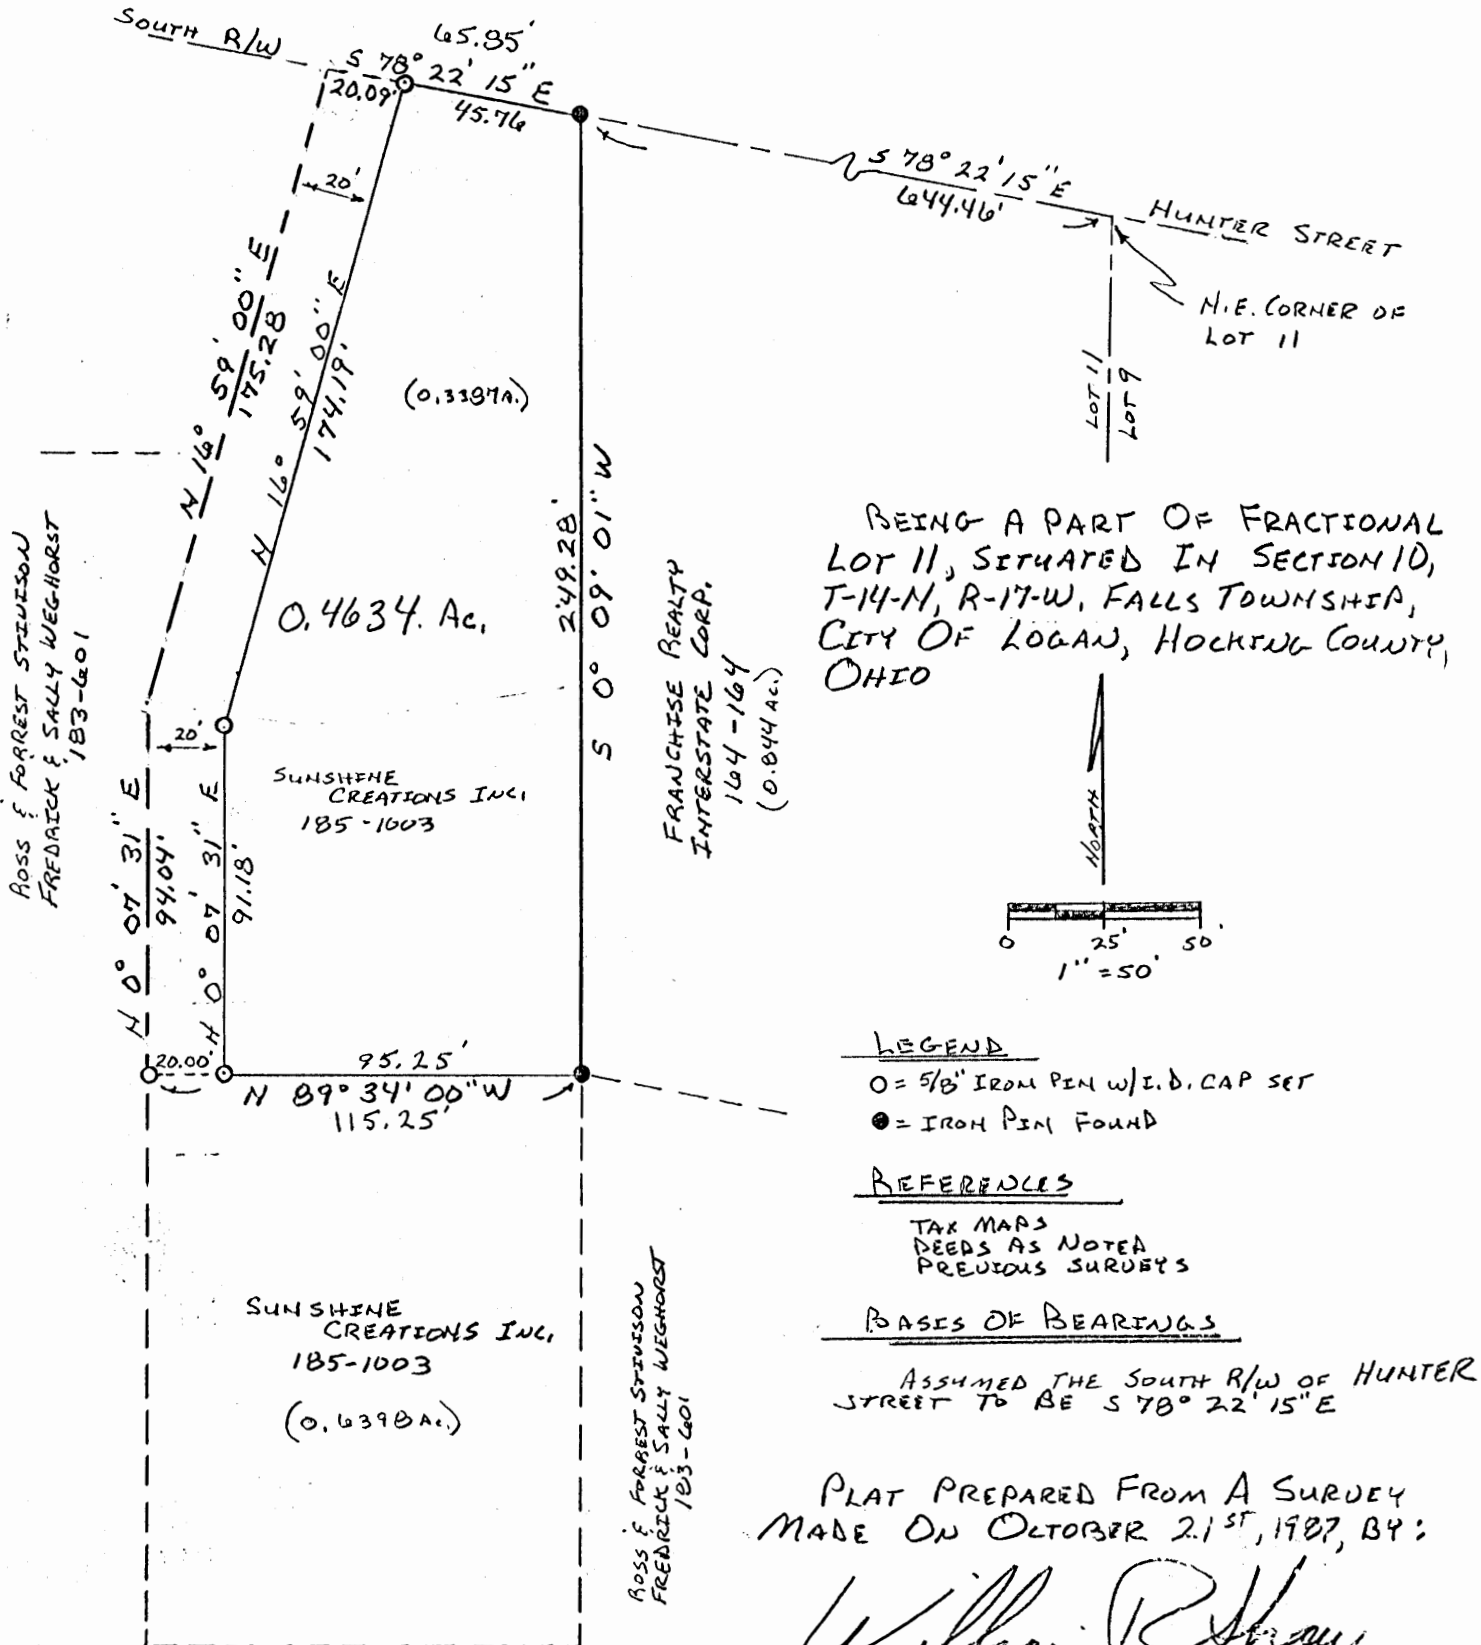 SOUTH R/W
65.85'
S 78° 22' 15" E
20.09'
45.76
S 78° 22' 15" E
644.46'
HUNTER STREET
N.E. CORNER OF
LOT 11
LOT 11
LOT 9
20'
N 16° 59' 00" E
175.28
N 16° 59' 00" E
174.19'
(0.3387A.)
249.28'
S 0° 09' 01" W
0.4634. Ac.
ROSS & FORREST STIVISON
FREDRICK & SALLY WEGHORST
183-601
FRANCHISE REALTY
INTERSTATE CORP.
164-164
(0.844 Ac.)
BEING A PART OF FRACTIONAL
LOT 11, SITUATED IN SECTION 10,
T-14-N, R-17-W, FALLS TOWNSHIP,
CITY OF LOGAN, HOCKING COUNTY,
OHIO
20'
SUNSHINE
CREATIONS INC.
185-1003
N 0° 07' 31" E
94.04'
N 0° 07' 31" E
91.18'
NORTH
0 25' 50'
1" = 50'
20.00'
95.25'
N 89° 34' 00" W
115.25'
LEGEND
O = 5/8" IRON PIN W/I.D. CAP SET
● = IRON PIN FOUND
REFERENCES
TAX MAPS
DEEDS AS NOTED
PREVIOUS SURVEYS
SUNSHINE
CREATIONS INC.
185-1003
(0.6398 Ac.)
ROSS & FORREST STIVISON
FREDRICK & SALLY WEGHORST
183-601
BASIS OF BEARINGS
ASSUMED THE SOUTH R/W OF HUNTER
STREET TO BE S 78° 22' 15" E
PLAT PREPARED FROM A SURVEY
MADE ON OCTOBER 21ST, 1987, BY: